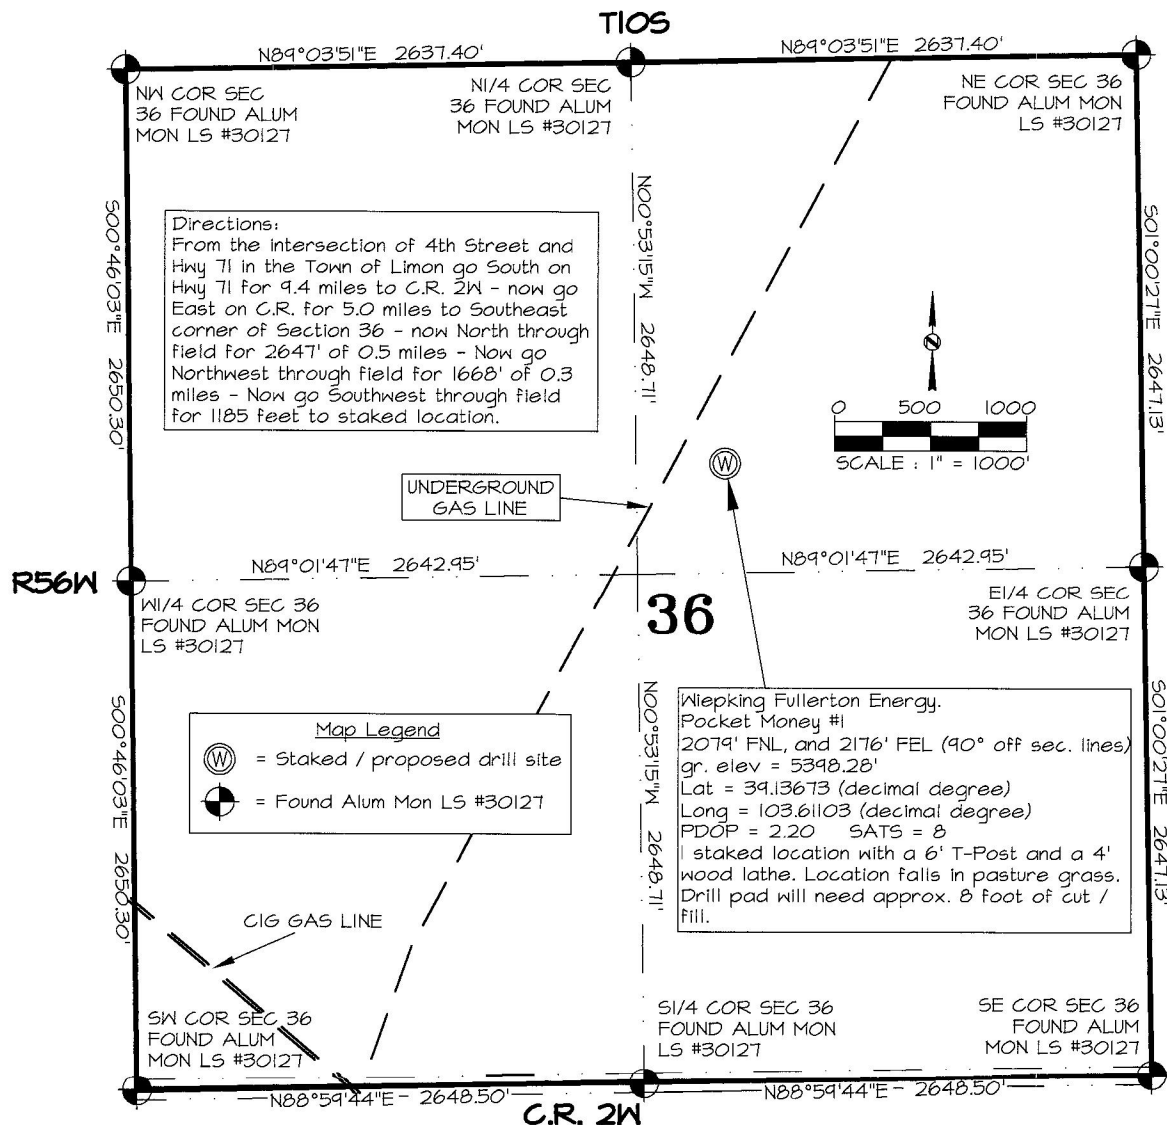 T10S
N89°03'51"E 2637.40'
N89°03'51"E 2637.40'
NW COR SEC
36 FOUND ALUM
MON LS #30127
N1/4 COR SEC
36 FOUND ALUM
MON LS #30127
NE COR SEC 36
FOUND ALUM MON
LS #30127
S00°46'03"E 2650.30'
N00°53'15"W 2648.71'
S01°00'27"E 2647.13'
Directions:
From the intersection of 4th Street and
Hwy 71 in the Town of Limon go South on
Hwy 71 for 9.4 miles to C.R. 2W - now go
East on C.R. for 5.0 miles to Southeast
corner of Section 36 - now North through
field for 2647' of 0.5 miles - Now go
Northwest through field for 1668' of 0.3
miles - Now go Southwest through field
for 1185 feet to staked location.
N
0 500 1000
SCALE : 1" = 1000'
W
UNDERGROUND
GAS LINE
R56W
N89°01'47"E 2642.95'
N89°01'47"E 2642.95'
W1/4 COR SEC 36
FOUND ALUM MON
LS #30127
36
E1/4 COR SEC
36 FOUND ALUM
MON LS #30127
S00°46'03"E 2650.30'
N00°53'15"W 2648.71'
S01°00'27"E 2647.13'
Map Legend
W = Staked / proposed drill site
= Found Alum Mon LS #30127
Wiepking Fullerton Energy.
Pocket Money #1
2079' FNL, and 2176' FEL (90° off sec. lines)
gr. elev = 5398.28'
Lat = 39.13673 (decimal degree)
Long = 103.61103 (decimal degree)
PDOP = 2.20 SATS = 8
I staked location with a 6' T-Post and a 4'
wood lathe. Location falls in pasture grass.
Drill pad will need approx. 8 foot of cut /
fill.
CIG GAS LINE
SW COR SEC 36
FOUND ALUM
MON LS #30127
S1/4 COR SEC 36
FOUND ALUM MON
LS #30127
SE COR SEC 36
FOUND ALUM
MON LS #30127
N88°59'44"E - 2648.50'
N88°59'44"E - 2648.50'
C.R. 2W